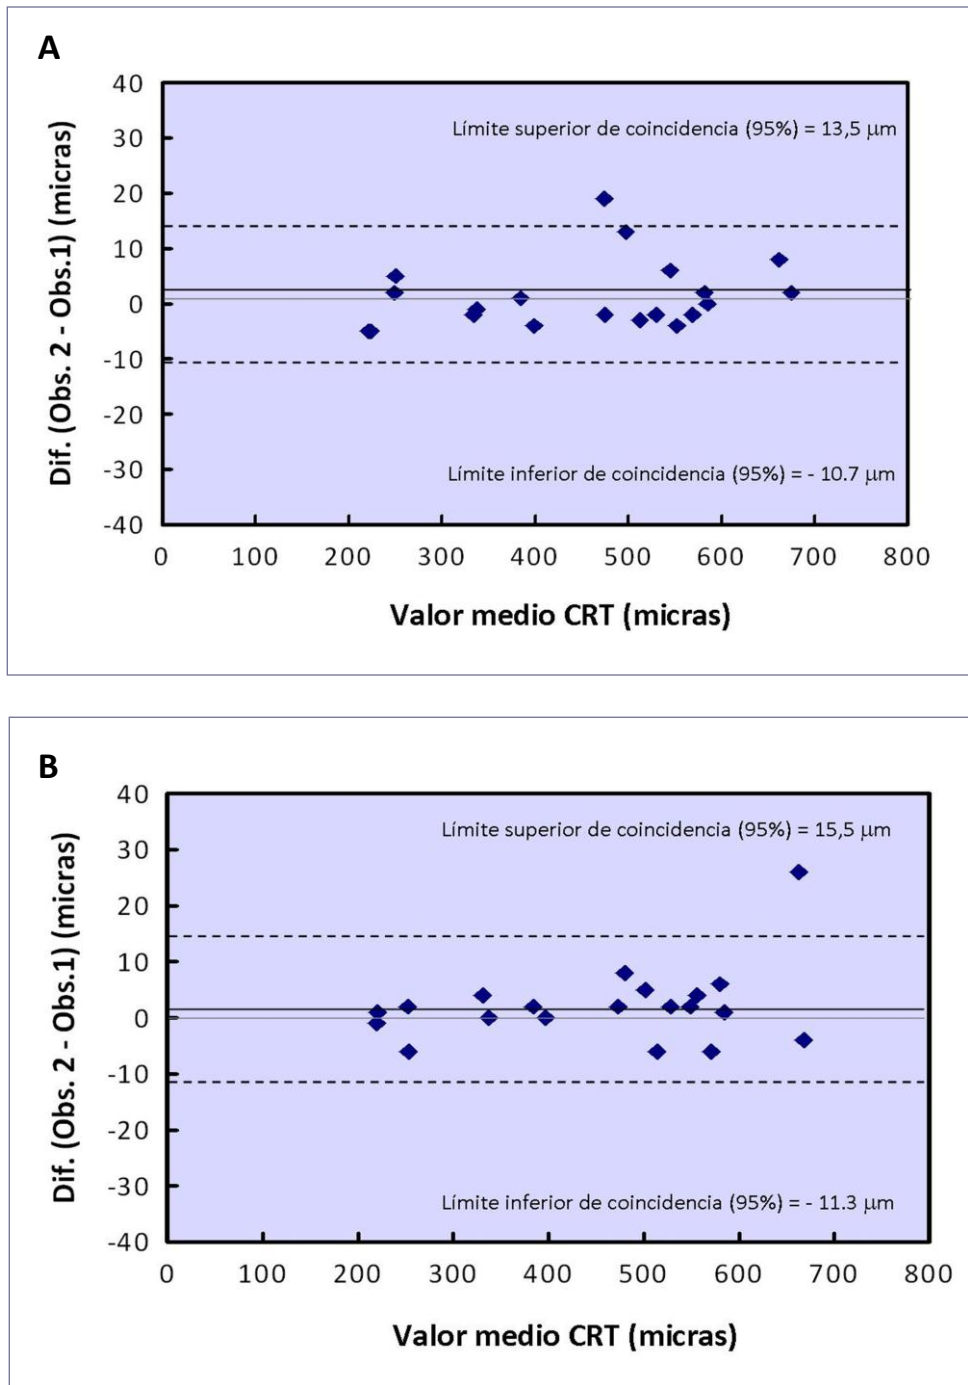 A
40
30
20
10
0
-10
-20
-30
-40
Dif. (Obs. 2 - Obs.1) (micras)
Límite superior de coincidencia (95%) = 13,5 µm
Límite inferior de coincidencia (95%) = - 10.7 µm
0 100 200 300 400 500 600 700 800
Valor medio CRT (micras)
B
40
30
20
10
0
-10
-20
-30
-40
Dif. (Obs. 2 - Obs.1) (micras)
Límite superior de coincidencia (95%) = 15,5 µm
Límite inferior de coincidencia (95%) = - 11.3 µm
0 100 200 300 400 500 600 700 800
Valor medio CRT (micras)